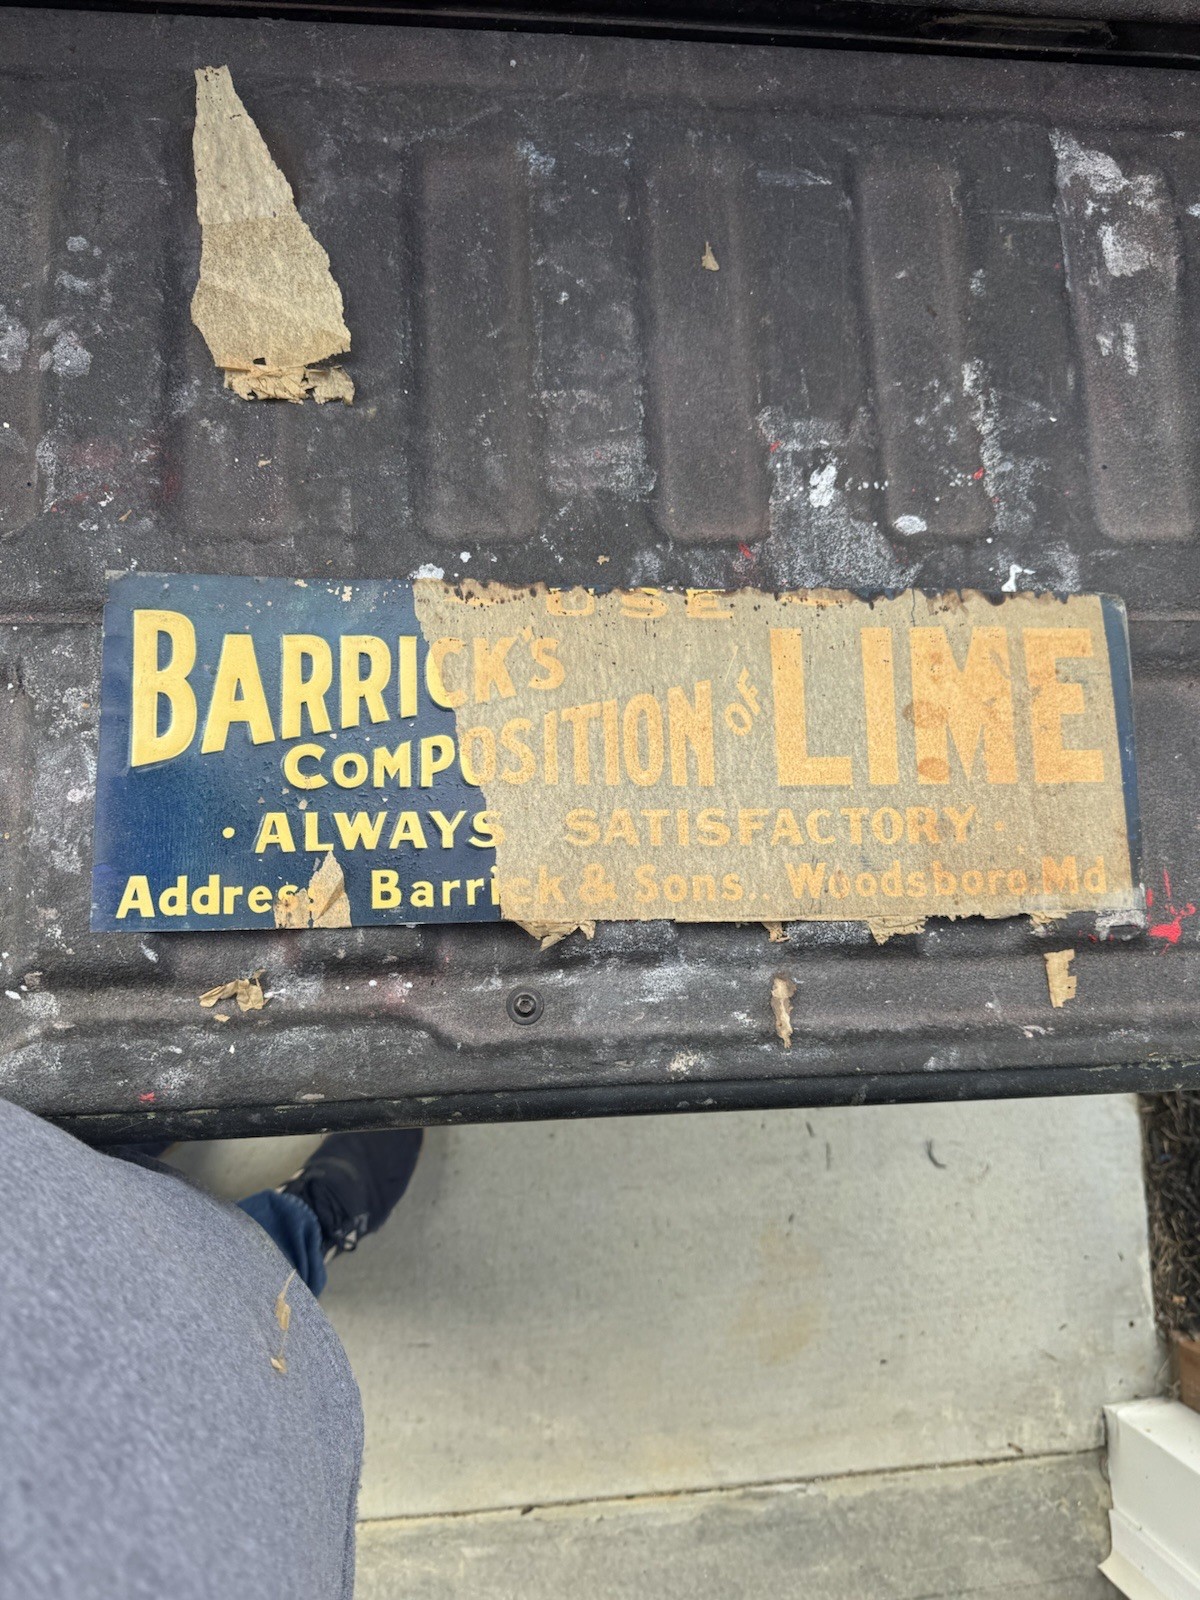 USE
BARRICK'S
COMPOSITION OF LIME
· ALWAYS SATISFACTORY ·
Address Barrick & Sons., Woodsboro. Md